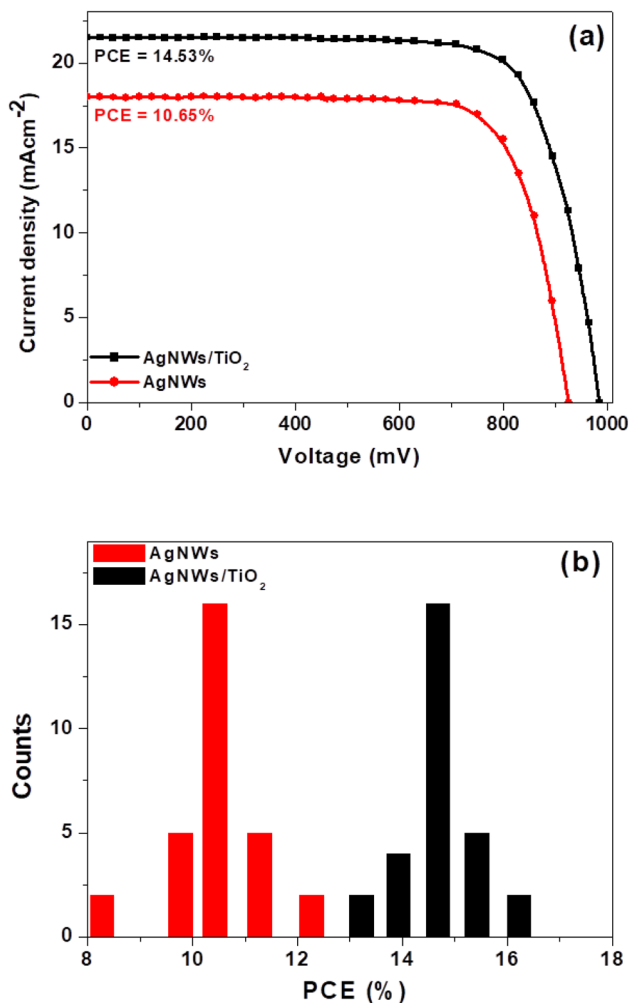 (a)
PCE = 14.53%
PCE = 10.65%
Current density (mAcm⁻²)
20
15
10
5
0
AgNWs/TiO₂
AgNWs
0 200 400 600 800 1000
Voltage (mV)
(b)
AgNWs
AgNWs/TiO₂
Counts
15
10
5
0
8 10 12 14 16 18
PCE (%)